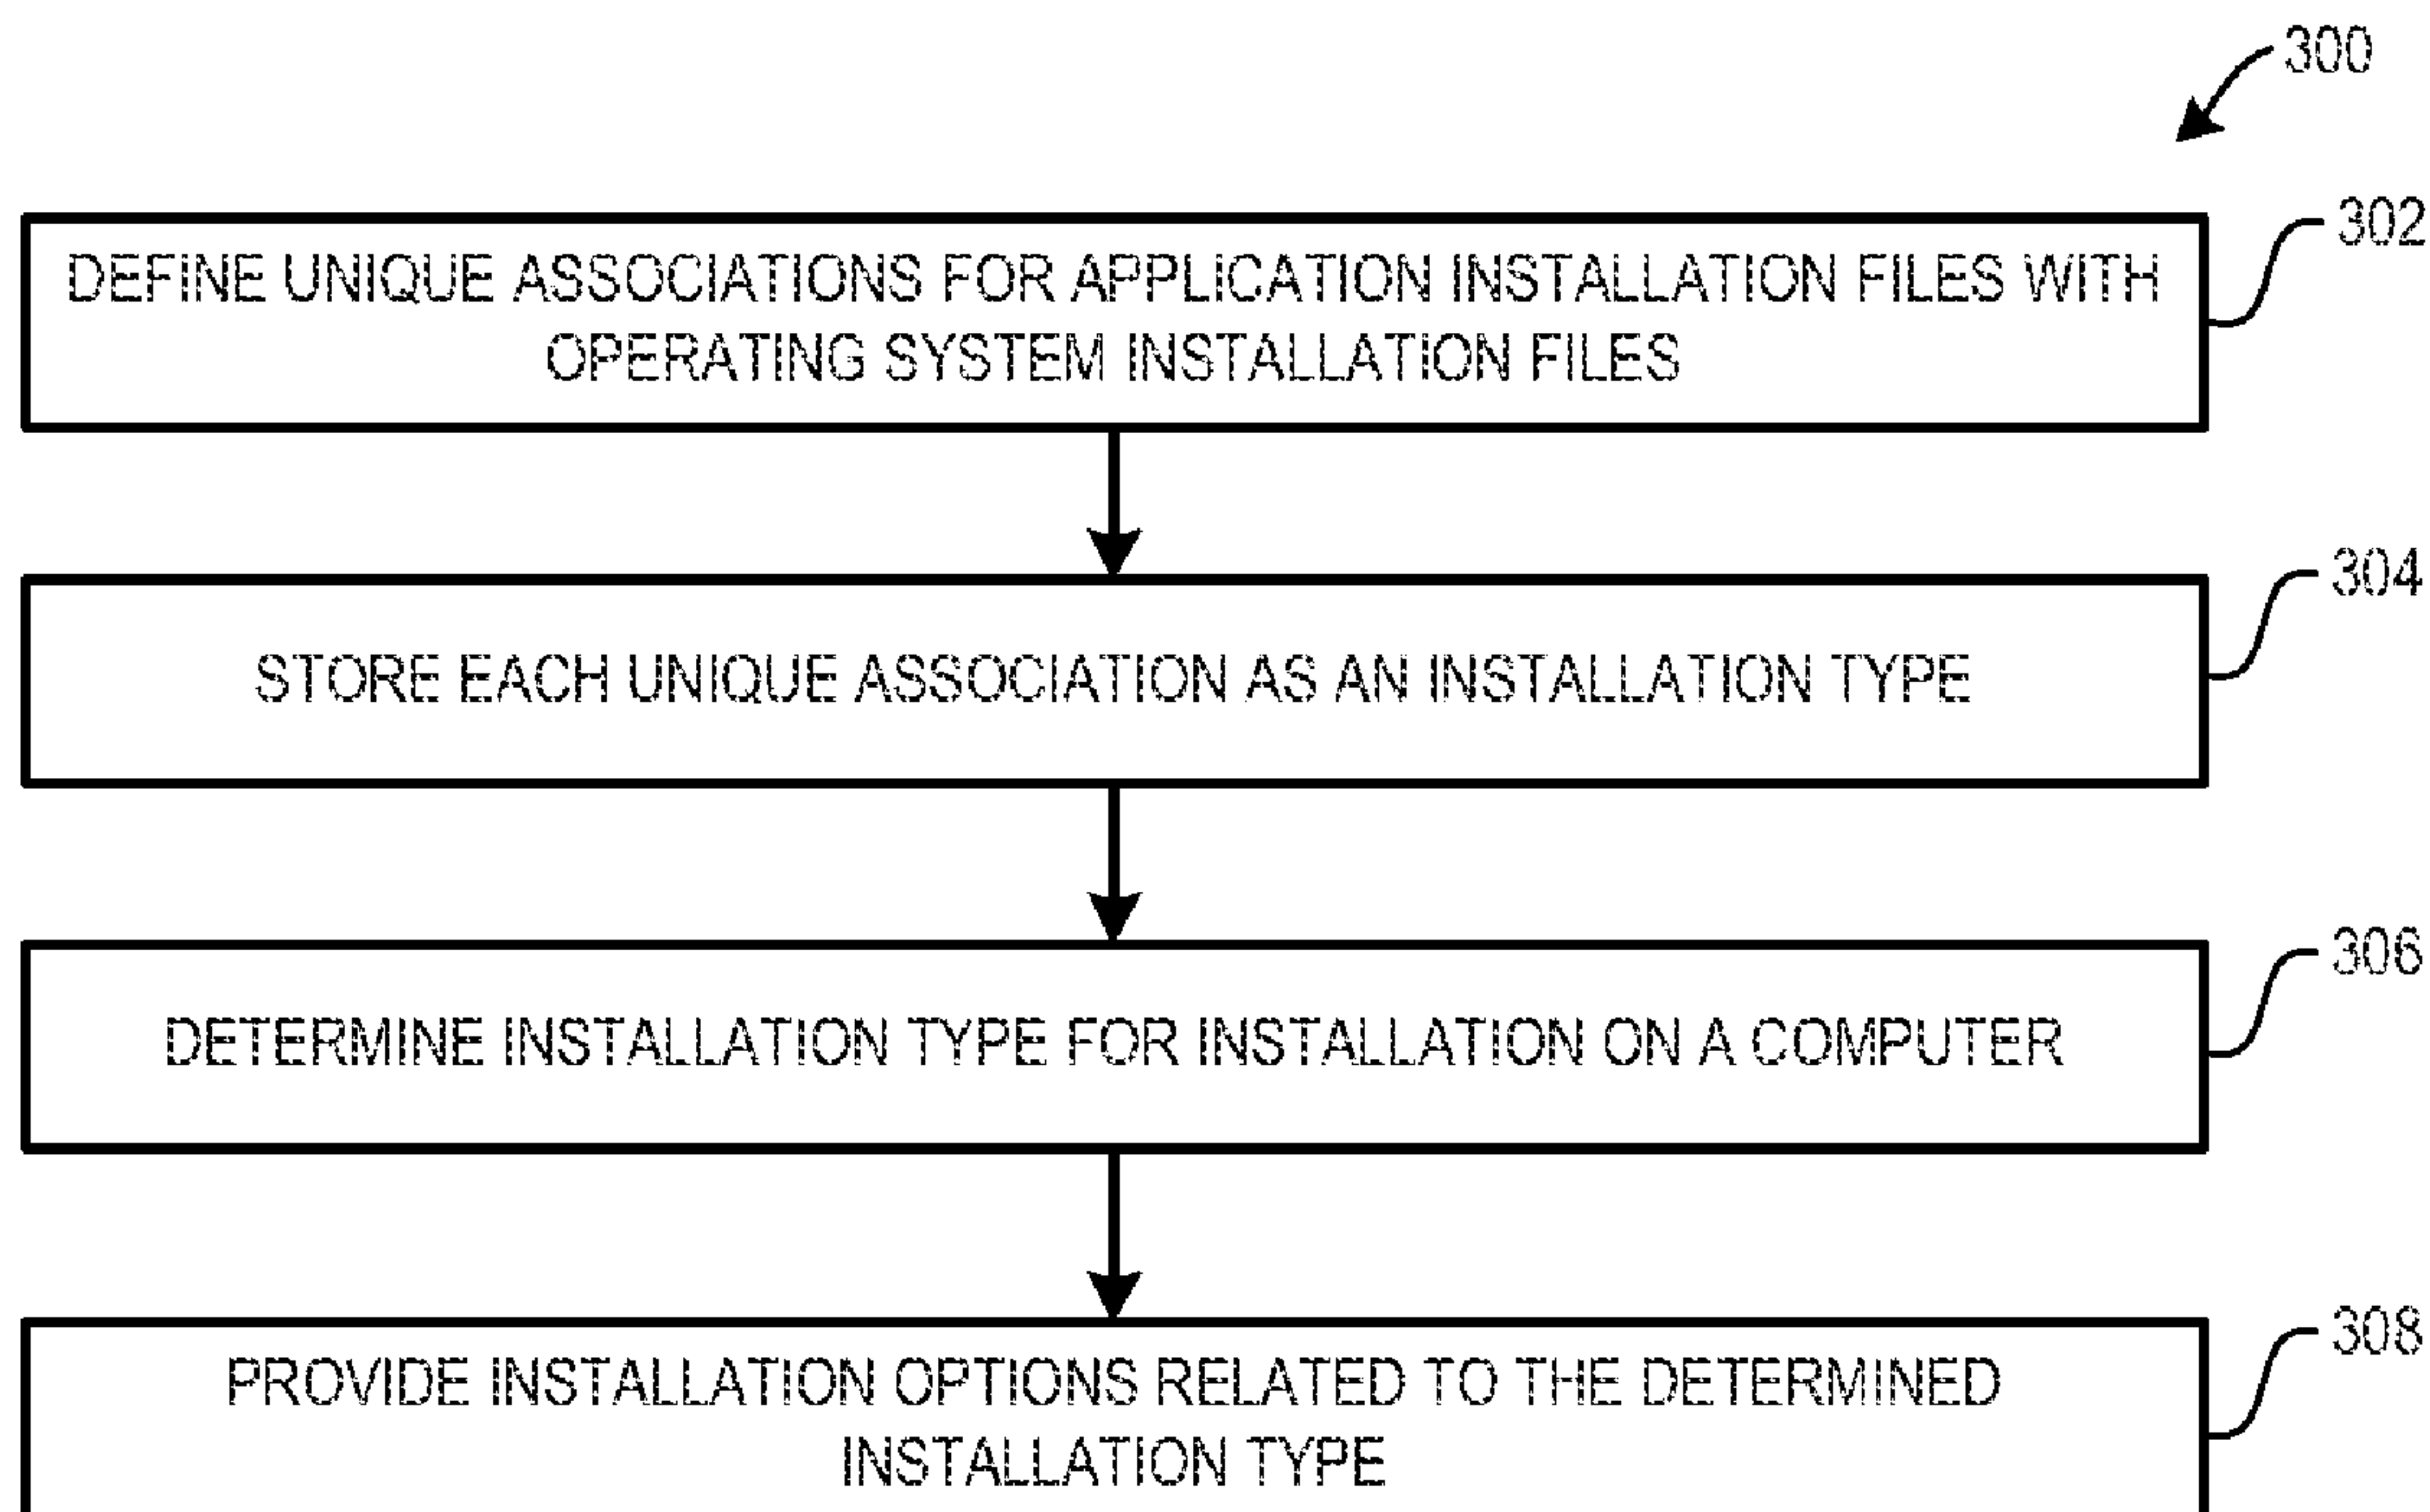 300
302
DEFINE UNIQUE ASSOCIATIONS FOR APPLICATION INSTALLATION FILES WITH
OPERATING SYSTEM INSTALLATION FILES
304
STORE EACH UNIQUE ASSOCIATION AS AN INSTALLATION TYPE
306
DETERMINE INSTALLATION TYPE FOR INSTALLATION ON A COMPUTER
308
PROVIDE INSTALLATION OPTIONS RELATED TO THE DETERMINED
INSTALLATION TYPE